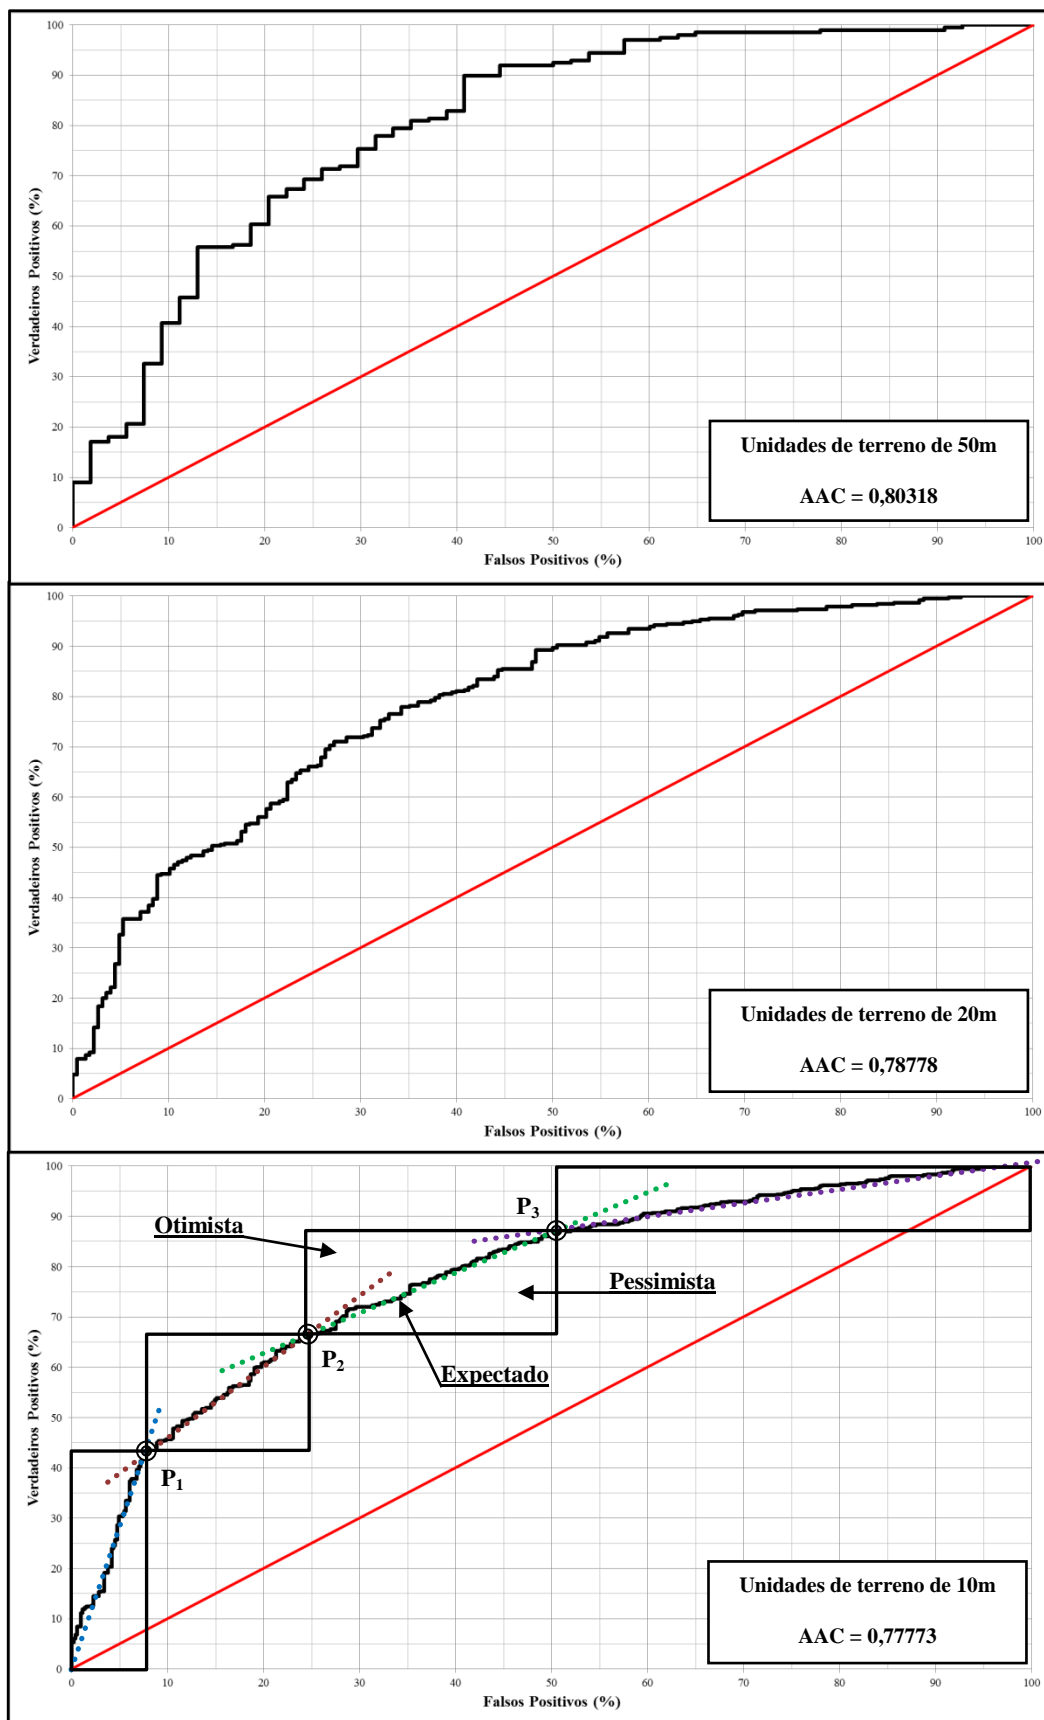 100
90
80
70
60
50
40
30
20
10
0
Verdadeiros Positivos (%)
0 10 20 30 40 50 60 70 80 90 100
Falsos Positivos (%)
Unidades de terreno de 50m
AAC = 0,80318
100
90
80
70
60
50
40
30
20
10
0
Verdadeiros Positivos (%)
0 10 20 30 40 50 60 70 80 90 100
Falsos Positivos (%)
Unidades de terreno de 20m
AAC = 0,78778
100
90
80
70
60
50
40
30
20
10
0
Verdadeiros Positivos (%)
P3
Otimista
Pessimista
P2
Expectado
P1
0 10 20 30 40 50 60 70 80 90 100
Falsos Positivos (%)
Unidades de terreno de 10m
AAC = 0,77773